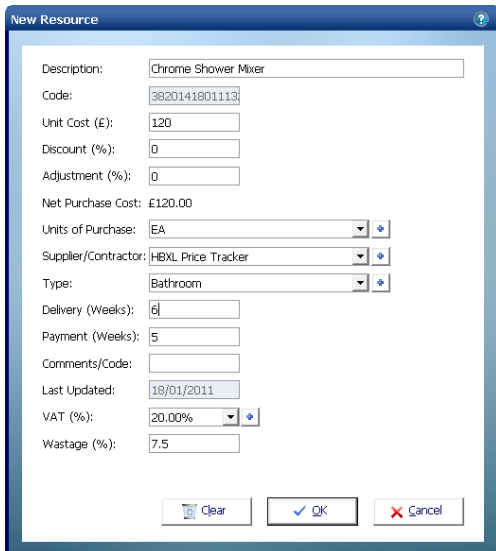 New Resource ?
Description: Chrome Shower Mixer
Code:
Unit Cost (£): 120
Discount (%): 0
Adjustment (%): 0
Net Purchase Cost: £120.00
Units of Purchase: EA
Supplier/Contractor: HBXL Price Tracker
Type: Bathroom
Delivery (Weeks): 6
Payment (Weeks): 5
Comments/Code:
Last Updated: 18/01/2011
VAT (%): 20.00%
Wastage (%): 7.5
Clear OK Cancel